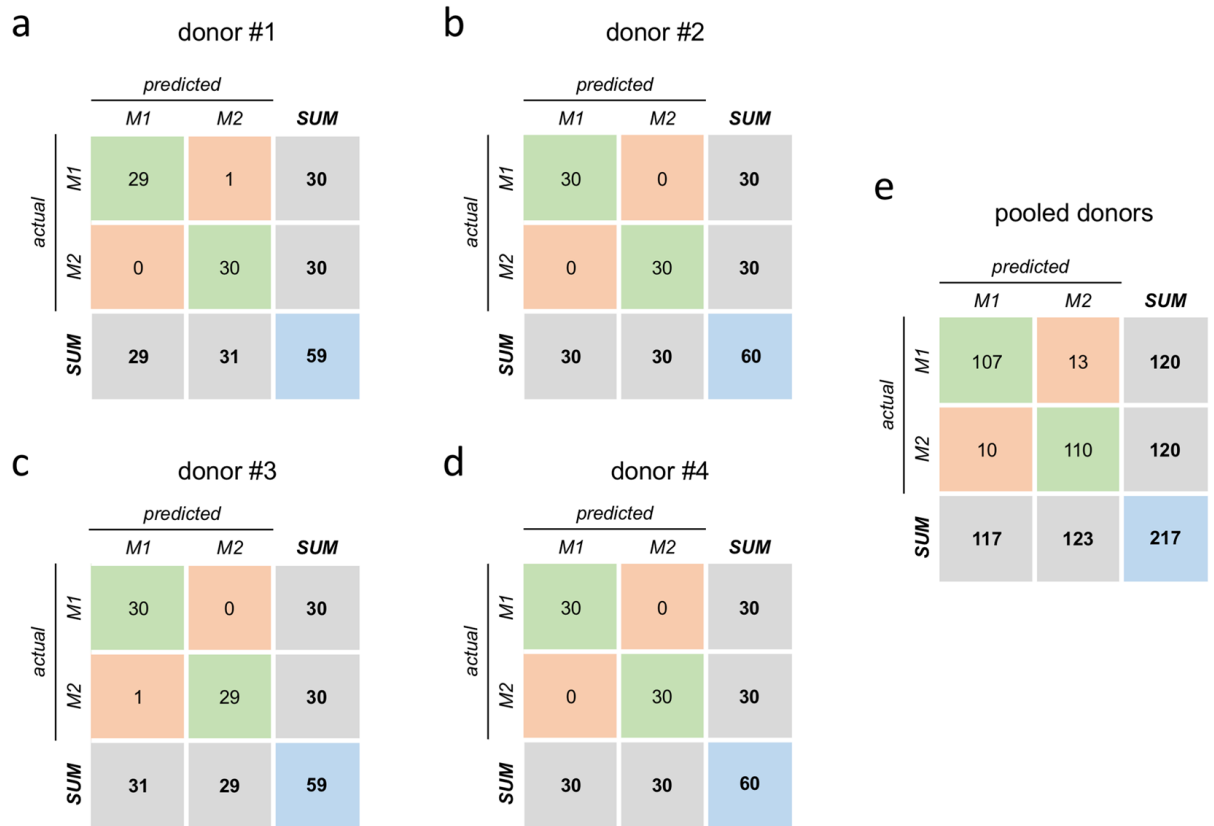 a
donor #1
predicted
M1 M2 SUM
actual
M1 29 1 30
M2 0 30 30
SUM 29 31 59
b
donor #2
predicted
M1 M2 SUM
actual
M1 30 0 30
M2 0 30 30
SUM 30 30 60
c
donor #3
predicted
M1 M2 SUM
actual
M1 30 0 30
M2 1 29 30
SUM 31 29 59
d
donor #4
predicted
M1 M2 SUM
actual
M1 30 0 30
M2 0 30 30
SUM 30 30 60
e
pooled donors
predicted
M1 M2 SUM
actual
M1 107 13 120
M2 10 110 120
SUM 117 123 217